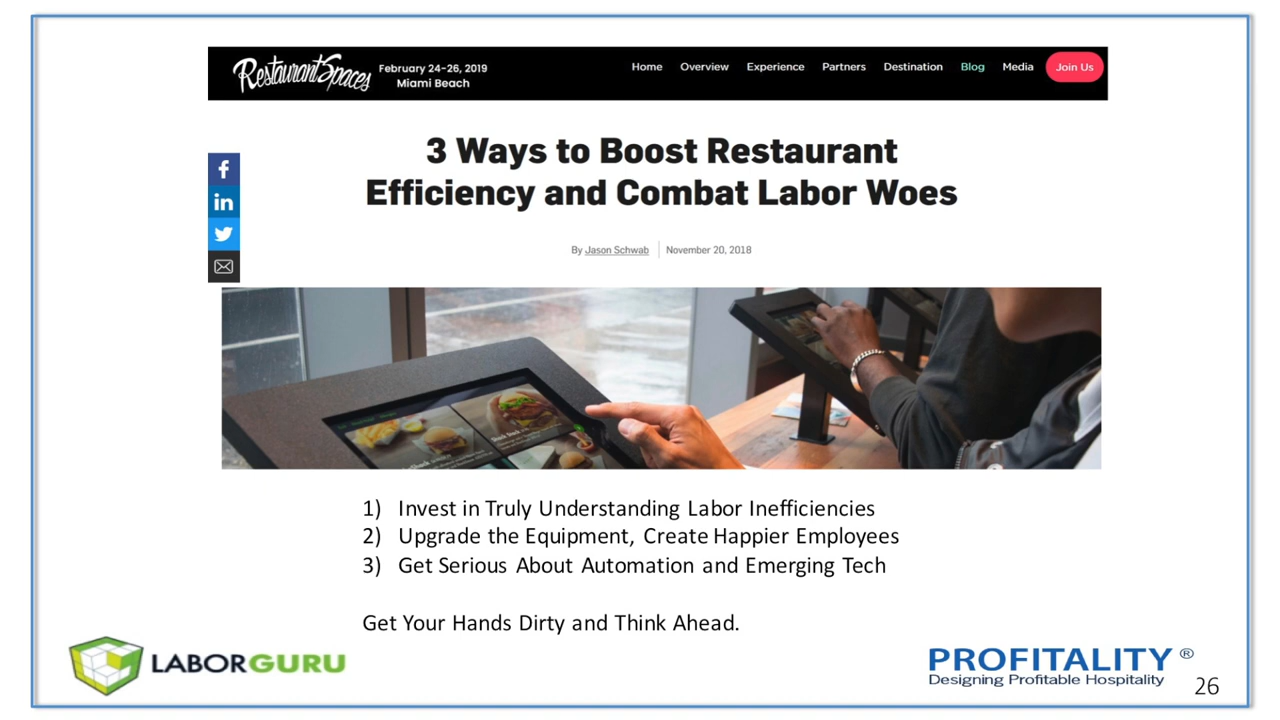 RestaurantSpaces
February 24-26, 2019
Miami Beach
Home Overview Experience Partners Destination Blog Media Join Us
3 Ways to Boost Restaurant
Efficiency and Combat Labor Woes
f
in
By Jason Schwab | November 20, 2018
1) Invest in Truly Understanding Labor Inefficiencies
2) Upgrade the Equipment, Create Happier Employees
3) Get Serious About Automation and Emerging Tech
Get Your Hands Dirty and Think Ahead.
LABORGURU
PROFITALITY ®
Designing Profitable Hospitality
26